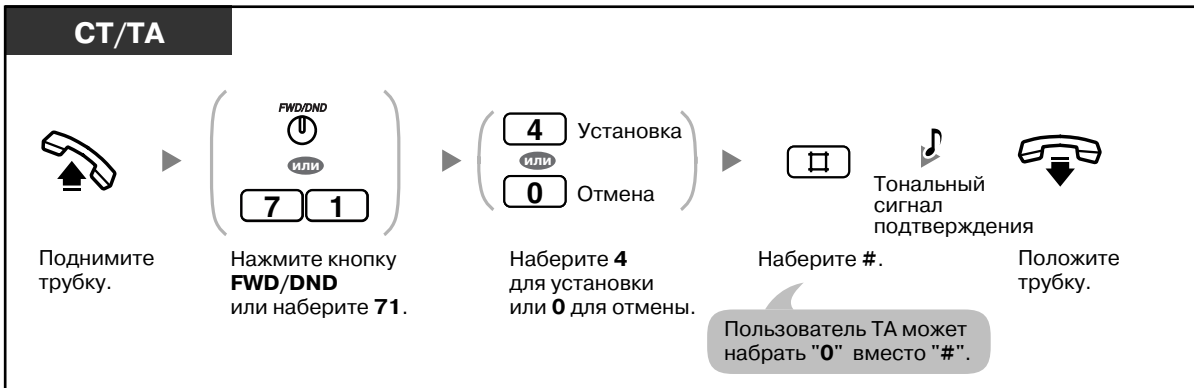 СТ/ТА
FWD/DND
или
7 1
4 Установка
или
0 Отмена
#
Тональный
сигнал
подтверждения
Поднимите
трубку.
Нажмите кнопку
FWD/DND
или наберите 71.
Наберите 4
для установки
или 0 для отмены.
Наберите #.
Положите
трубку.
Пользователь ТА может
набрать "0" вместо "#".